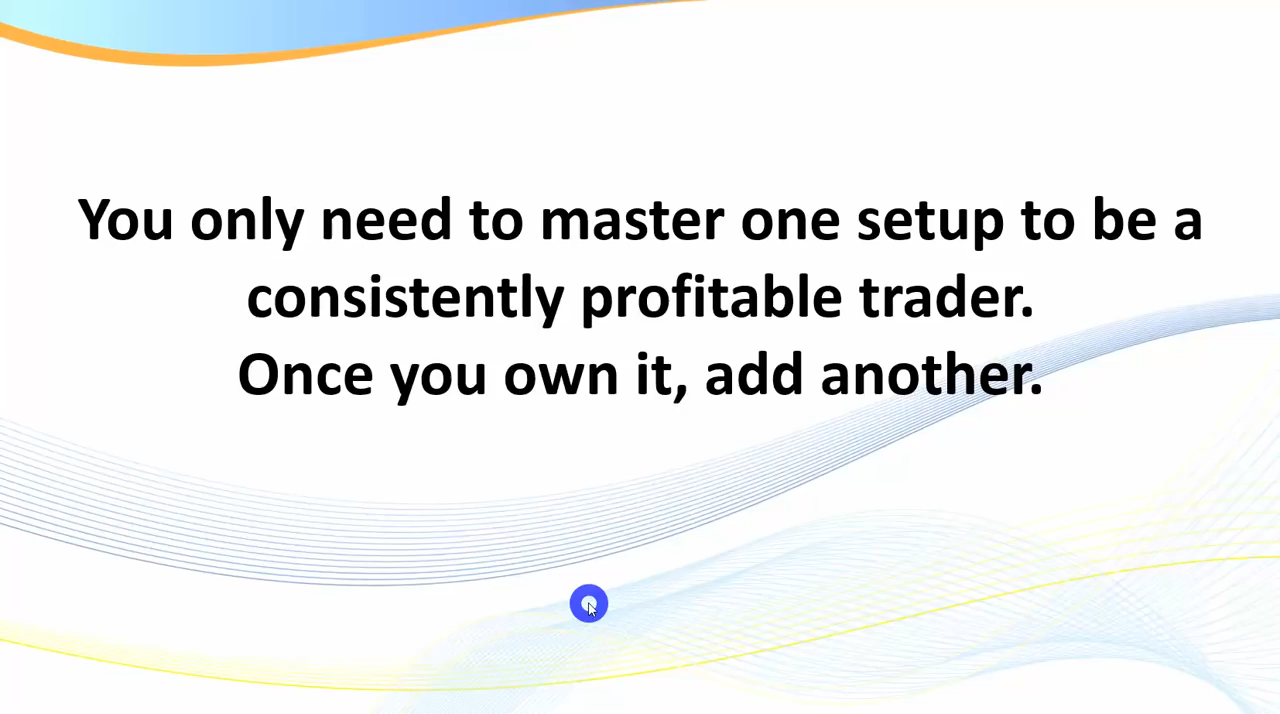 You only need to master one setup to be a
consistently profitable trader.
Once you own it, add another.